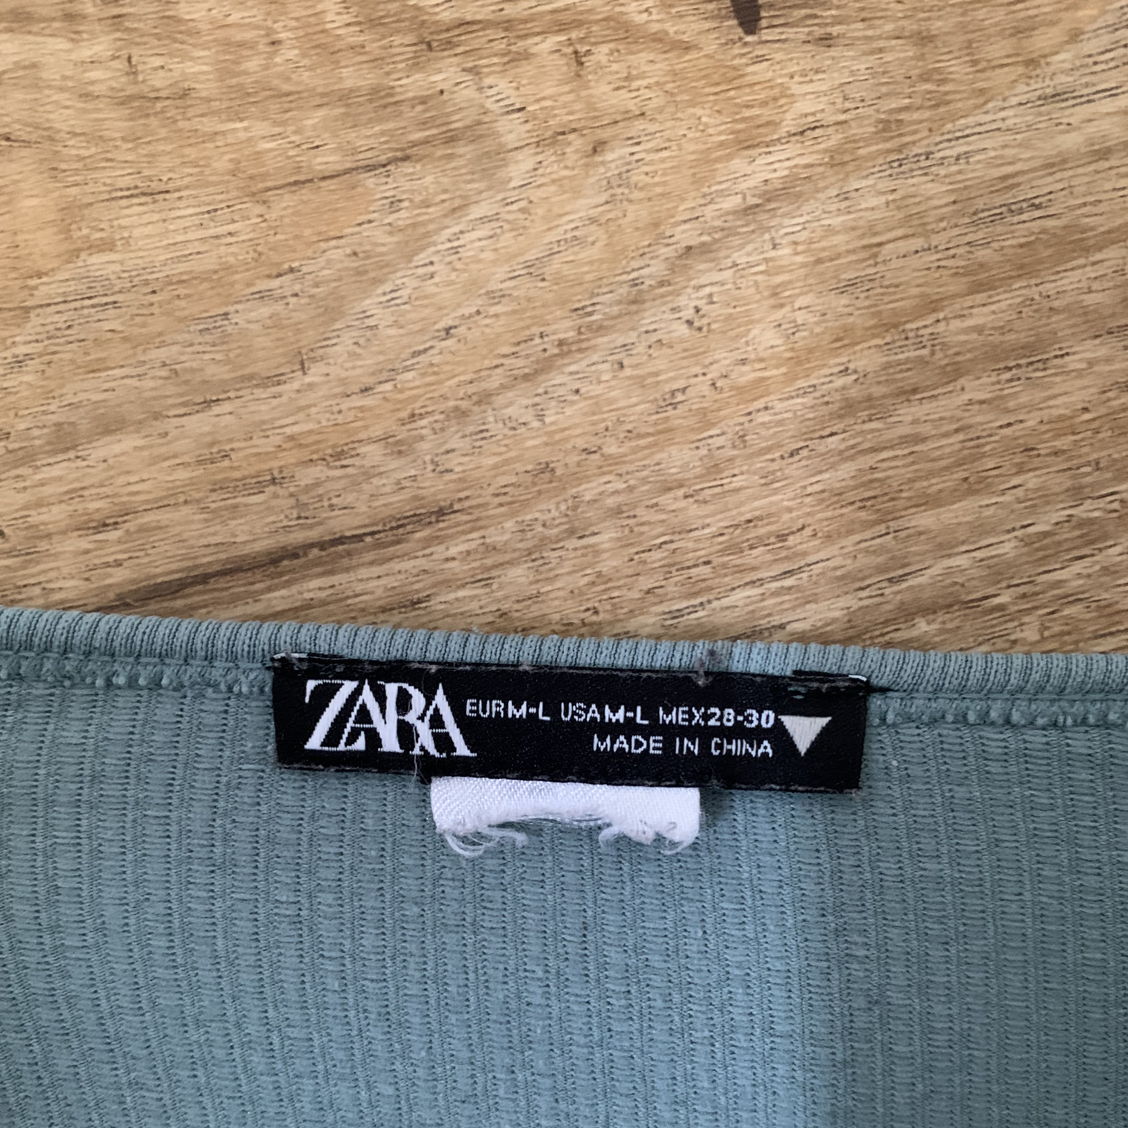 ZARA
EURM-L USAM-L MEX28-30
MADE IN CHINA